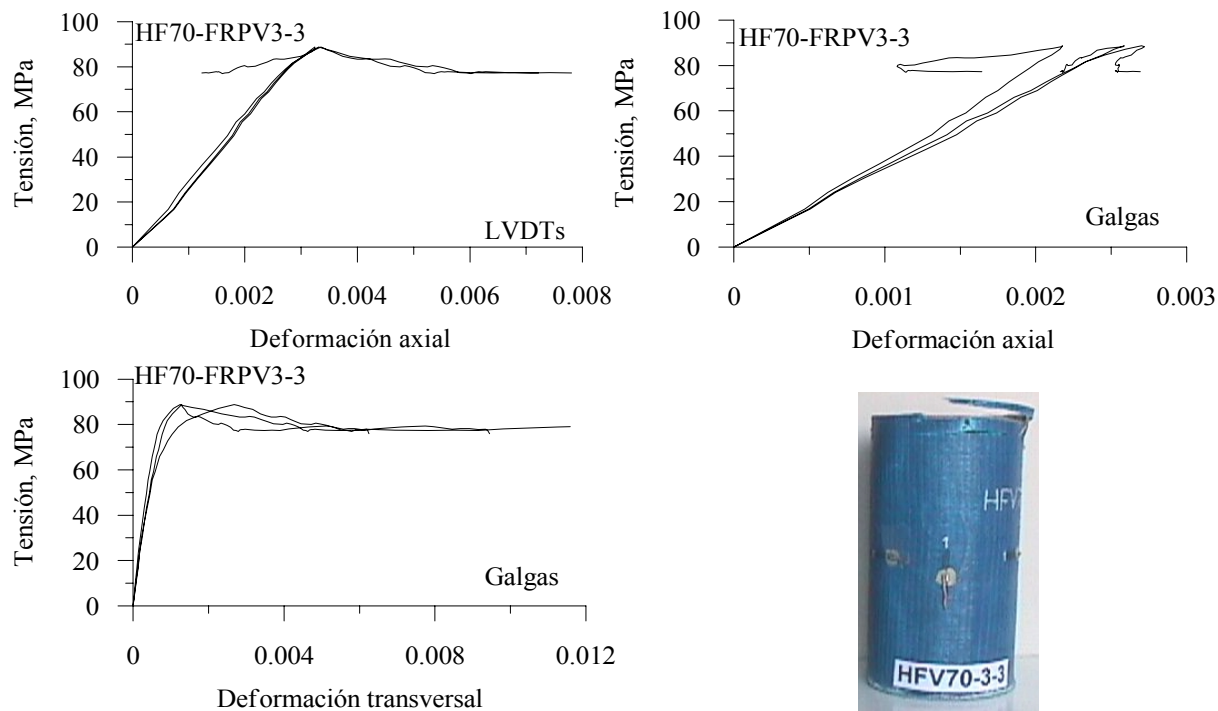 HF70-FRPV3-3
100
80
60
40
20
0
Tensión, MPa
LVDTs
0 0.002 0.004 0.006 0.008
Deformación axial
HF70-FRPV3-3
100
80
60
40
20
0
Tensión, MPa
Galgas
0 0.001 0.002 0.003
Deformación axial
HF70-FRPV3-3
100
80
60
40
20
0
Tensión, MPa
Galgas
0 0.004 0.008 0.012
Deformación transversal
HFV7
1
HFV70-3-3